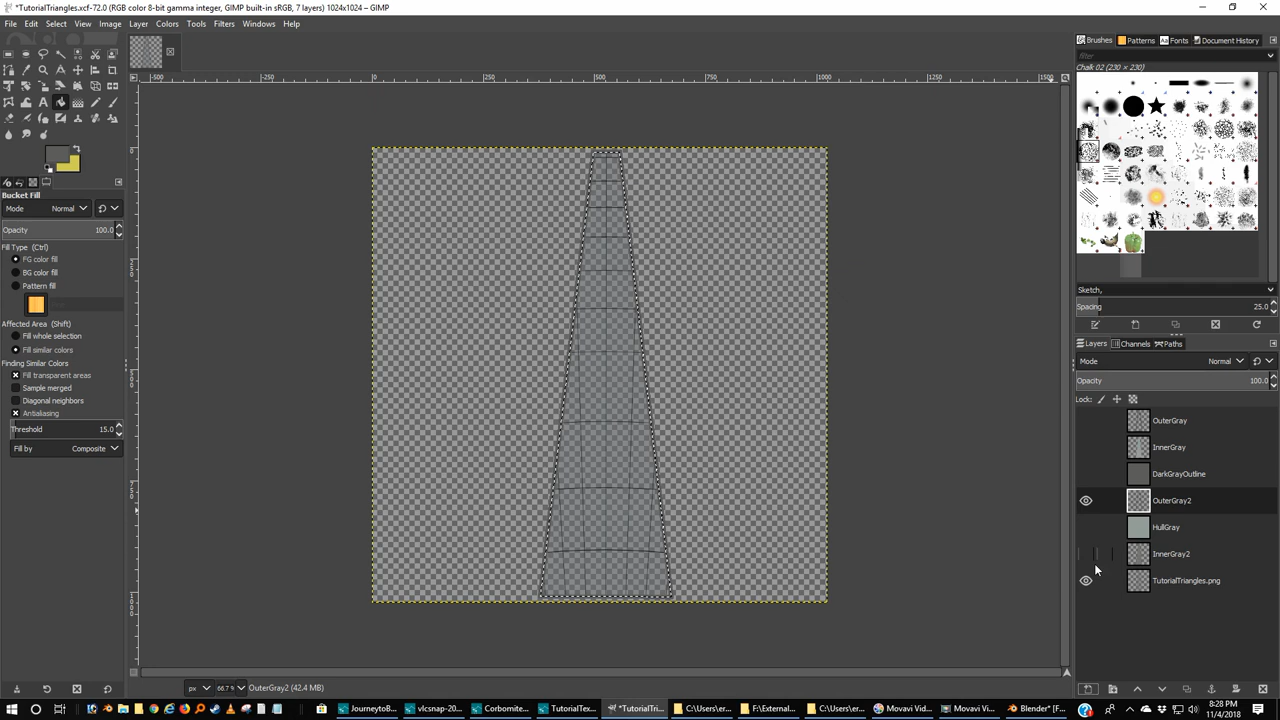 *TutorialTriangles.xcf-72.0 (RGB color 8-bit gamma integer, GIMP built-in sRGB, 7 layers) 1024x1024 – GIMP
File Edit Select View Image Layer Colors Tools Filters Windows Help
Brushes Patterns Fonts Document History
filter
Chalk 02 (230 × 230)
-500 -250 0 250 500 750 1000 1250 1500
Bucket Fill
Mode Normal
Opacity 100.0
Fill Type (Ctrl)
FG color fill
BG color fill
Pattern fill
Affected Area (Shift)
Fill whole selection
Fill similar colors
Finding Similar Colors
Fill transparent areas
Sample merged
Diagonal neighbors
Antialiasing
Threshold 15.0
Fill by Composite
Sketch,
Spacing 25.0
Layers Channels Paths
Mode Normal
Opacity 100.0
Lock:
OuterGray
InnerGray
DarkGrayOutline
OuterGray2
HullGray
InnerGray2
TutorialTriangles.png
px 66.7 % OuterGray2 (42.4 MB)
JourneytoB... vlcsnap-20... Corbomite... TutorialTex... *TutorialTri... C:\Users\er... F:\External... C:\Users\er... Movavi Vid... Movavi Vid... Blender* [F... 8:28 PM
11/4/2018